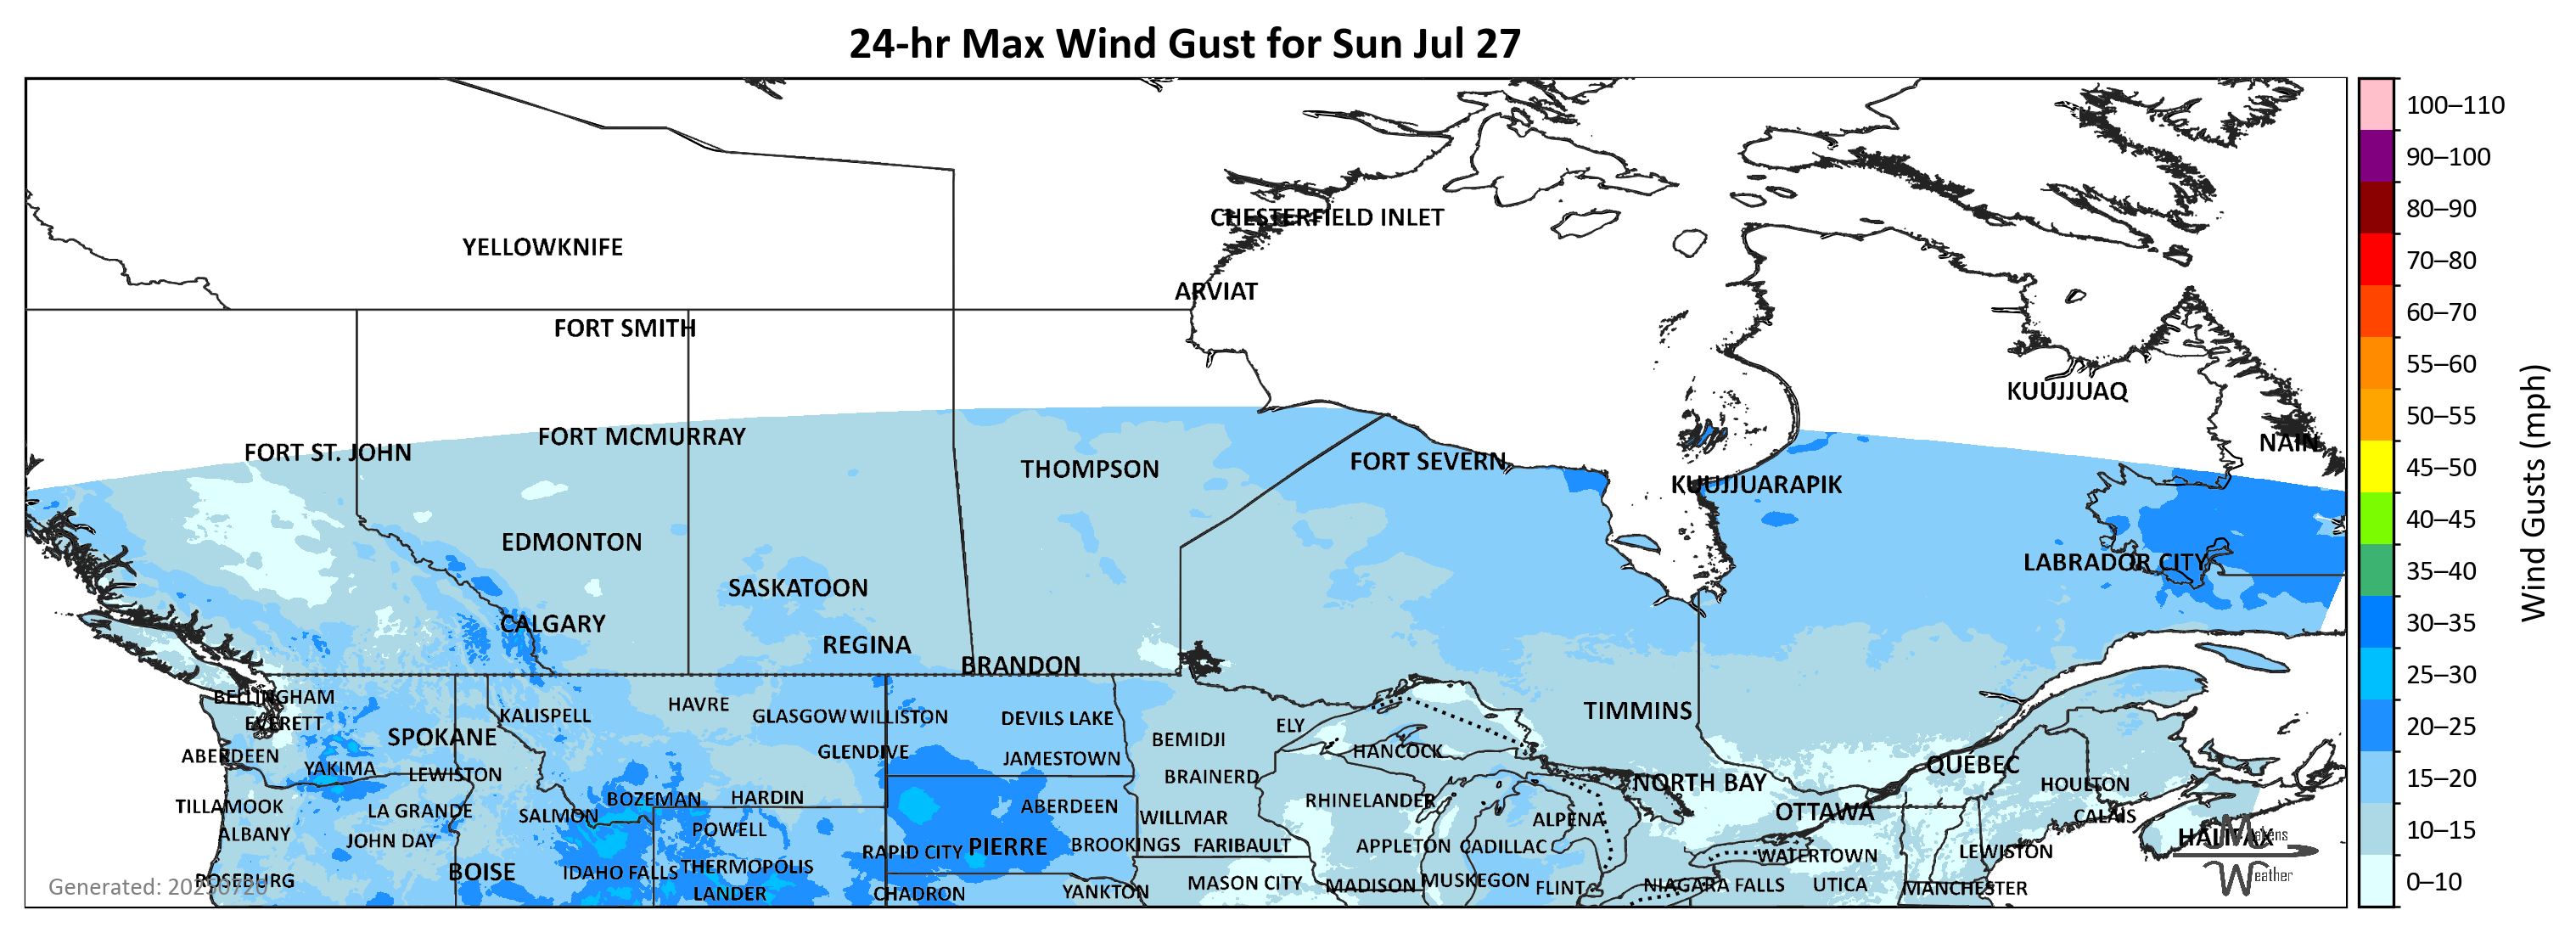 24-hr Max Wind Gust for Sun Jul 27
100–110
90–100
80–90
70–80
60–70
55–60
50–55
45–50
40–45
35–40
30–35
25–30
20–25
15–20
10–15
0–10
Wind Gusts (mph)
CHESTERFIELD INLET
YELLOWKNIFE
ARVIAT
FORT SMITH
KUUJJUAQ
FORT MCMURRAY
NAIN
FORT ST. JOHN
FORT SEVERN
THOMPSON
KUUJJUARAPIK
EDMONTON
LABRADOR CITY
SASKATOON
CALGARY
REGINA
BRANDON
BELLINGHAM
HAVRE
TIMMINS
KALISPELL
GLASGOW
WILLISTON
DEVILS LAKE
EVERETT
ELY
SPOKANE
BEMIDJI
HANCOCK
GLENDIVE
ABERDEEN
JAMESTOWN
QUÉBEC
YAKIMA
LEWISTON
BRAINERD
NORTH BAY
HOULTON
BOZEMAN
HARDIN
RHINELANDER
TILLAMOOK
LA GRANDE
ABERDEEN
OTTAWA
SALMON
WILLMAR
CALAIS
ALPENA
ALBANY
POWELL
HALIFAX
JOHN DAY
BROOKINGS
FARIBAULT
APPLETON
CADILLAC
PIERRE
RAPID CITY
LEWISTON
WATERTOWN
THERMOPOLIS
BOISE
IDAHO FALLS
ROSEBURG
MASON CITY
MADISON
MUSKEGON
NIAGARA FALLS
UTICA
FLINT
MANCHESTER
LANDER
CHADRON
YANKTON
Makens
Weather
Generated: 20250720